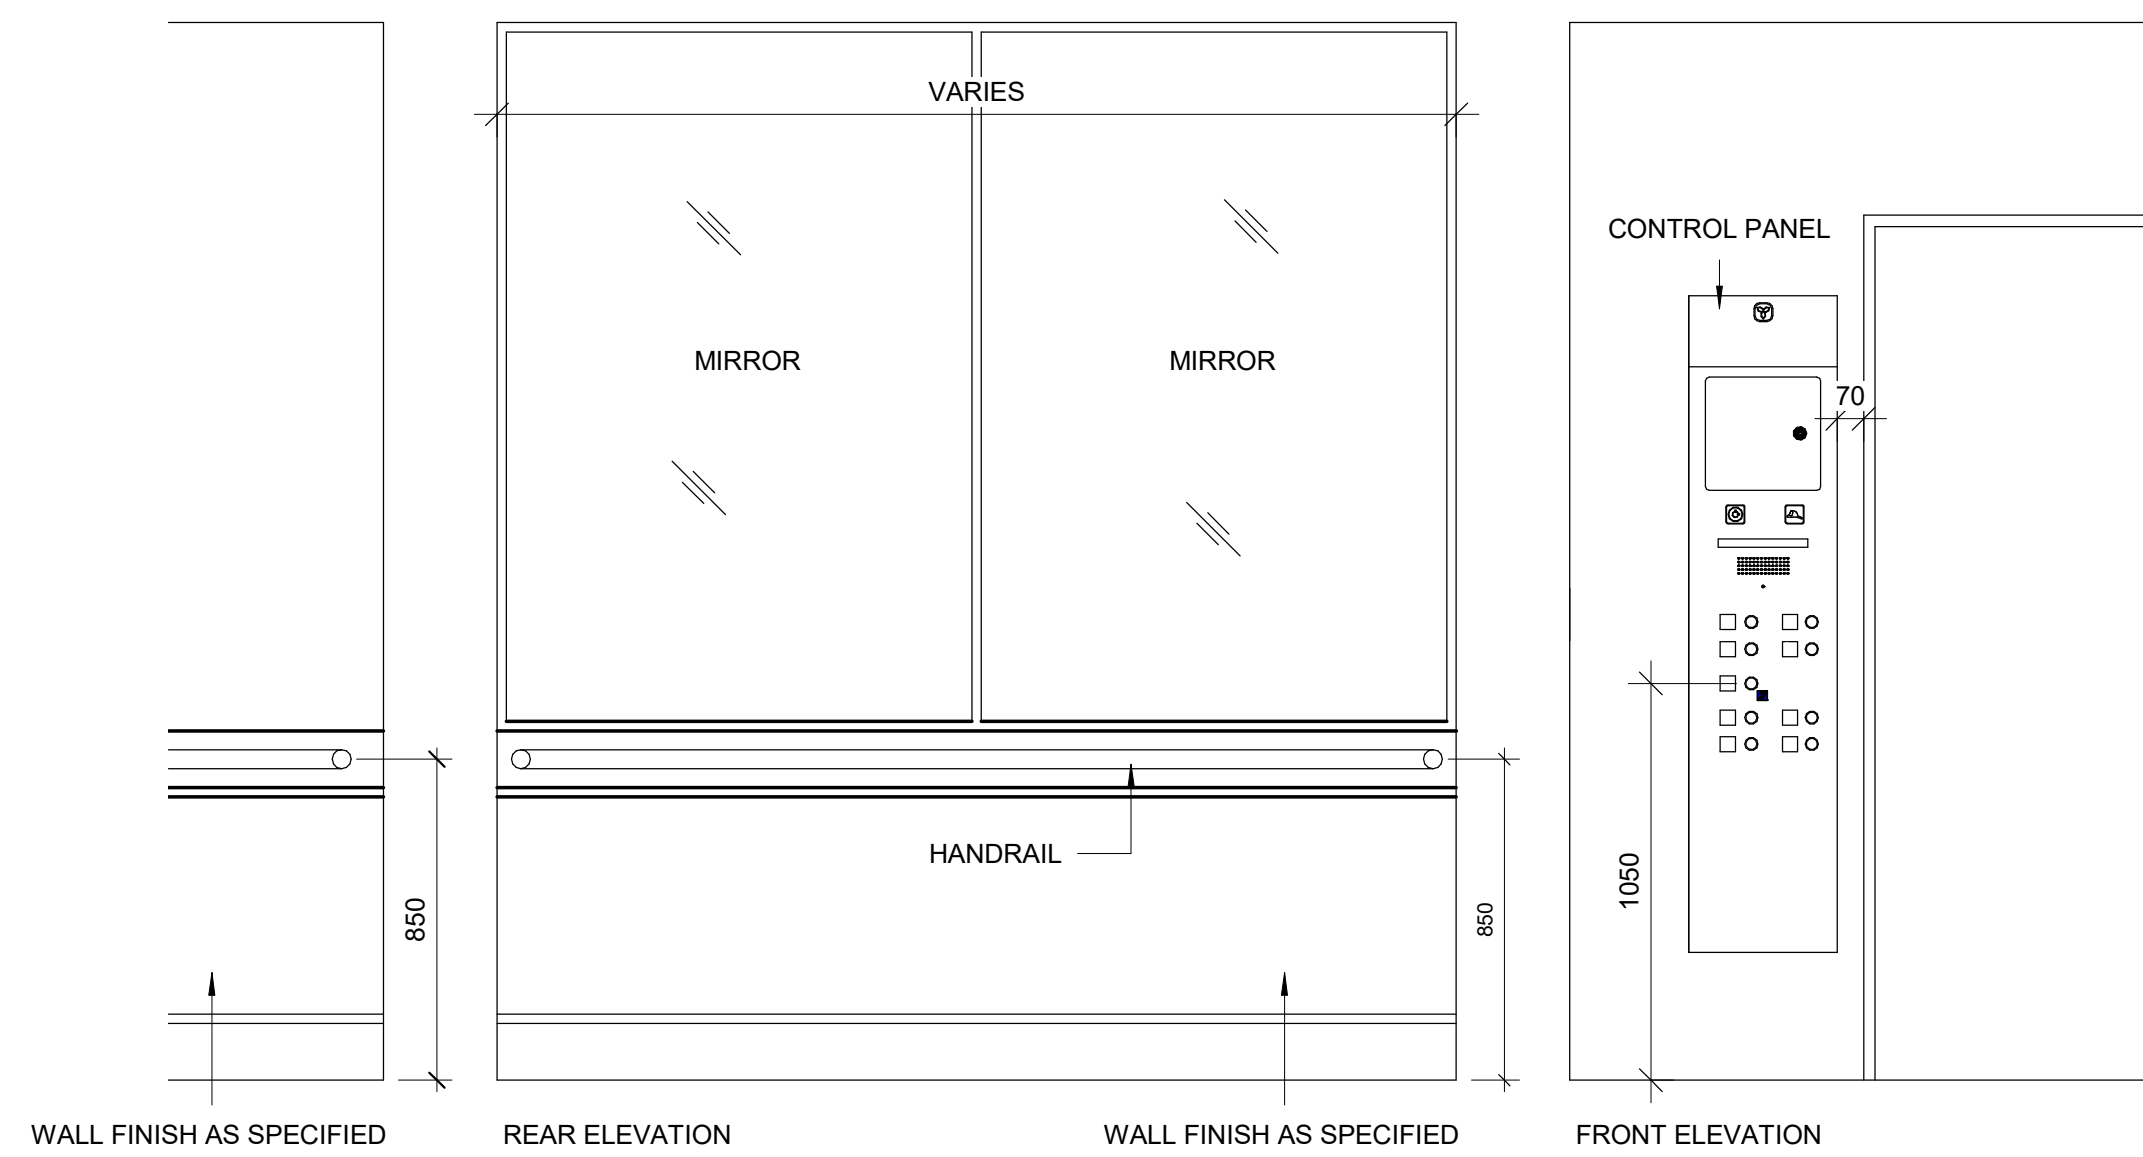 VARIES
CONTROL PANEL
MIRROR
MIRROR
70
HANDRAIL
850
850
1050
WALL FINISH AS SPECIFIED
REAR ELEVATION
WALL FINISH AS SPECIFIED
FRONT ELEVATION